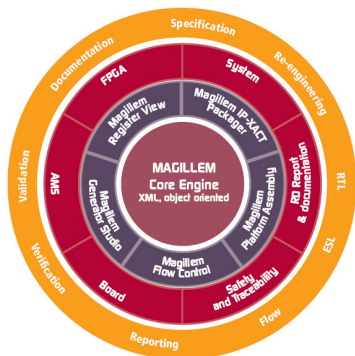 Specification
Re-engineering
RTL
ESL
Flow
Reporting
Verification
Validation
Documentation
System
RD Report
& documentation
Safety
and Traceability
Board
AMS
FPGA
Magillem IP-XACT
Packager
Magillem
Platform Assembly
Magillem
Flow Control
Magillem
Generator Studio
Magillem
Register View
MAGILLEM
Core Engine
XML, object oriented